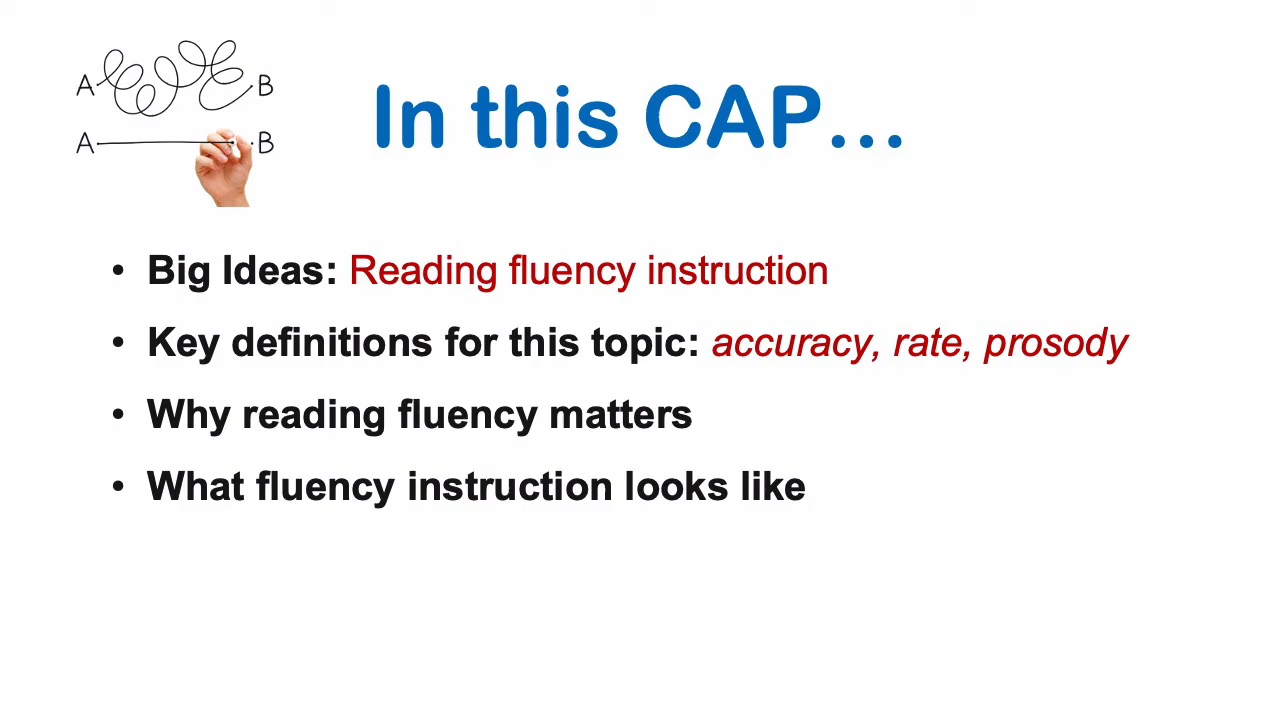 A B
A B
In this CAP...
• Big Ideas: Reading fluency instruction
• Key definitions for this topic: accuracy, rate, prosody
• Why reading fluency matters
• What fluency instruction looks like